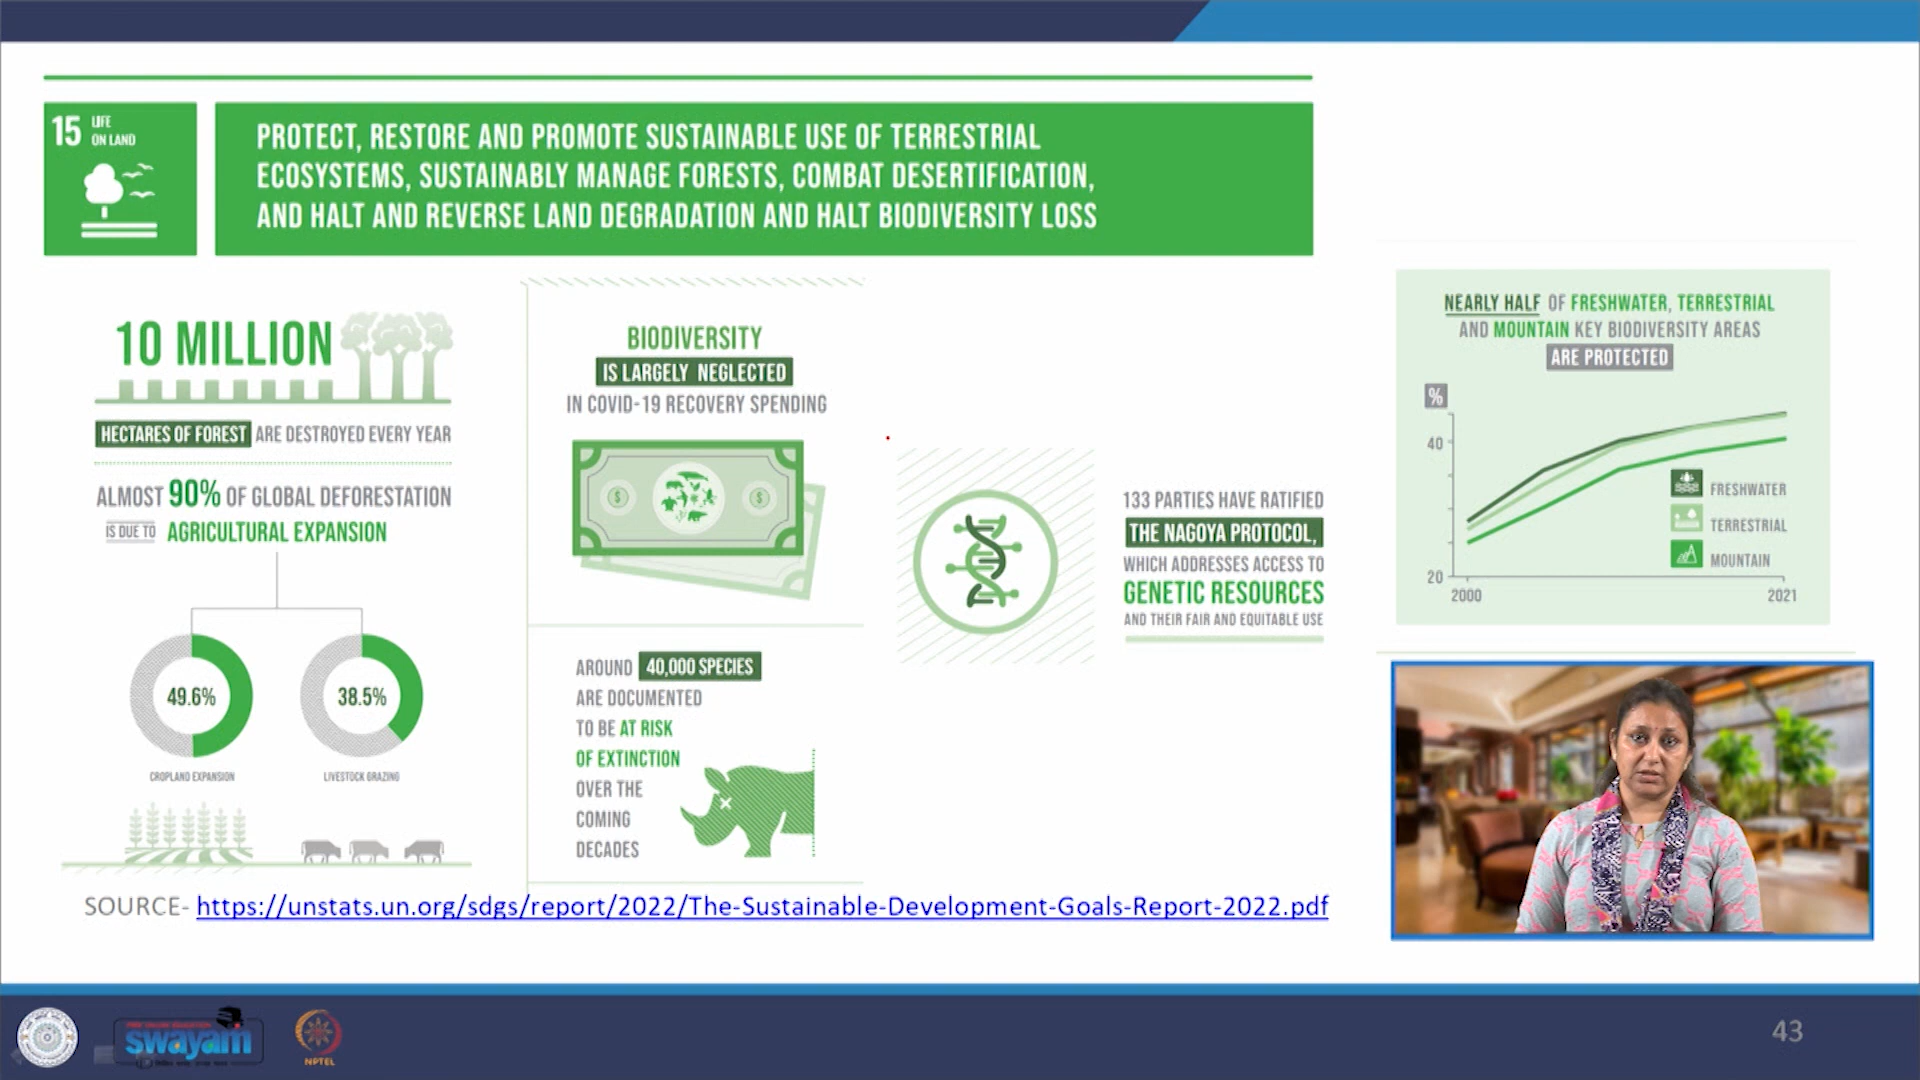 15 LIFE
ON LAND
PROTECT, RESTORE AND PROMOTE SUSTAINABLE USE OF TERRESTRIAL
ECOSYSTEMS, SUSTAINABLY MANAGE FORESTS, COMBAT DESERTIFICATION,
AND HALT AND REVERSE LAND DEGRADATION AND HALT BIODIVERSITY LOSS
10 MILLION
HECTARES OF FOREST ARE DESTROYED EVERY YEAR
ALMOST 90% OF GLOBAL DEFORESTATION
IS DUE TO AGRICULTURAL EXPANSION
49.6% 38.5%
CROPLAND EXPANSION LIVESTOCK GRAZING
BIODIVERSITY
IS LARGELY NEGLECTED
IN COVID-19 RECOVERY SPENDING
$ $
AROUND 40,000 SPECIES
ARE DOCUMENTED
TO BE AT RISK
OF EXTINCTION
OVER THE
COMING
DECADES
133 PARTIES HAVE RATIFIED
THE NAGOYA PROTOCOL,
WHICH ADDRESSES ACCESS TO
GENETIC RESOURCES
AND THEIR FAIR AND EQUITABLE USE
NEARLY HALF OF FRESHWATER, TERRESTRIAL
AND MOUNTAIN KEY BIODIVERSITY AREAS
ARE PROTECTED
%
40
20
2000 2021
FRESHWATER
TERRESTRIAL
MOUNTAIN
SOURCE- https://unstats.un.org/sdgs/report/2022/The-Sustainable-Development-Goals-Report-2022.pdf
swayam
NPTEL
43